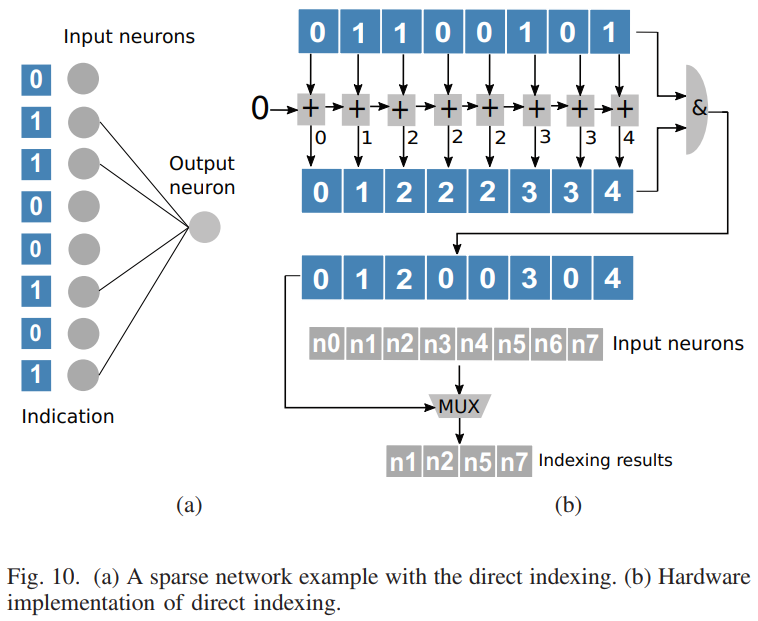 Input neurons
0
1
1
0
0
1
0
1
Output
neuron
Indication
(a)
0 1 1 0 0 1 0 1
0 + + + + + + + +
0 1 2 2 2 3 3 4
&
0 1 2 2 2 3 3 4
0 1 2 0 0 3 0 4
n0 n1 n2 n3 n4 n5 n6 n7 Input neurons
MUX
n1 n2 n5 n7 Indexing results
(b)
Fig. 10. (a) A sparse network example with the direct indexing. (b) Hardware
implementation of direct indexing.